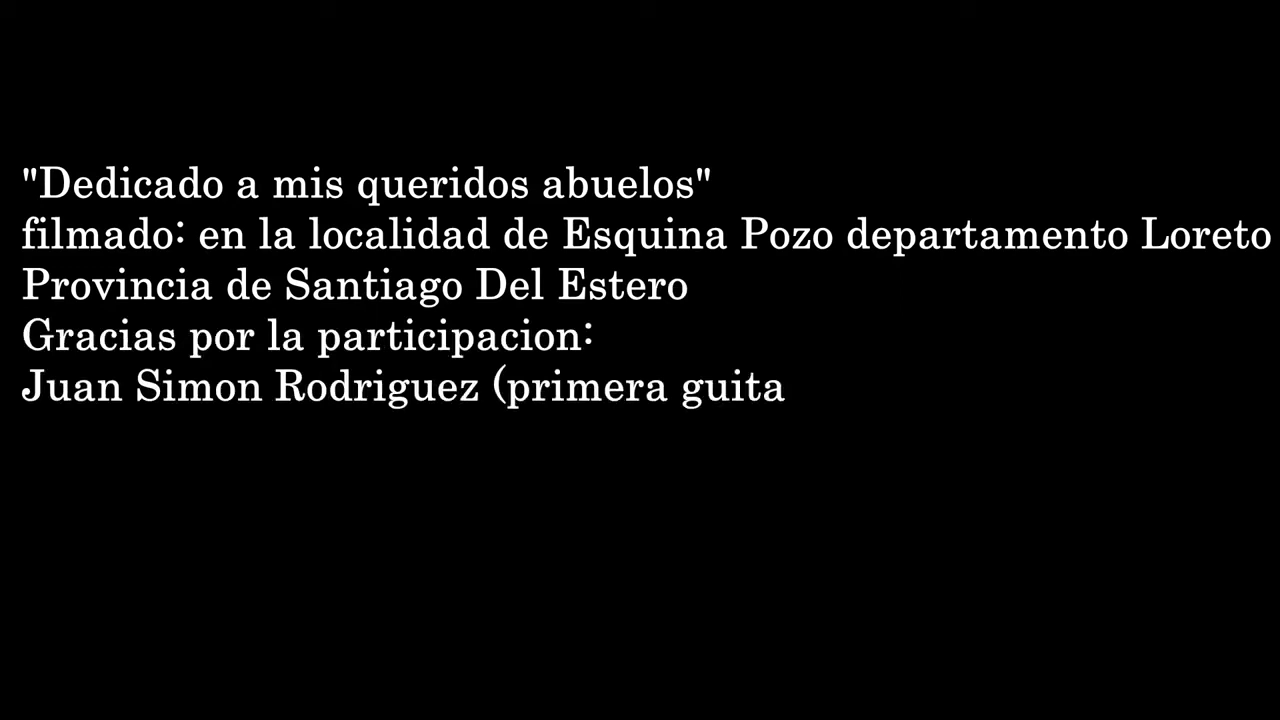 "Dedicado a mis queridos abuelos"
filmado: en la localidad de Esquina Pozo departamento Loreto
Provincia de Santiago Del Estero
Gracias por la participacion:
Juan Simon Rodriguez (primera guita